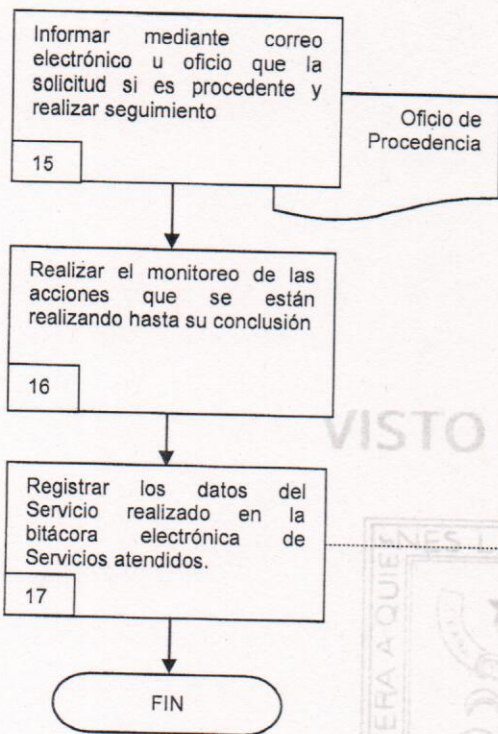 Informar mediante correo
electrónico u oficio que la
solicitud si es procedente y
realizar seguimiento
15
Oficio de
Procedencia
Realizar el monitoreo de las
acciones que se están
realizando hasta su conclusión
16
VISTO
Registrar los datos del
Servicio realizado en la
bitácora electrónica de
Servicios atendidos.
17
FIN
ERA A QUIE